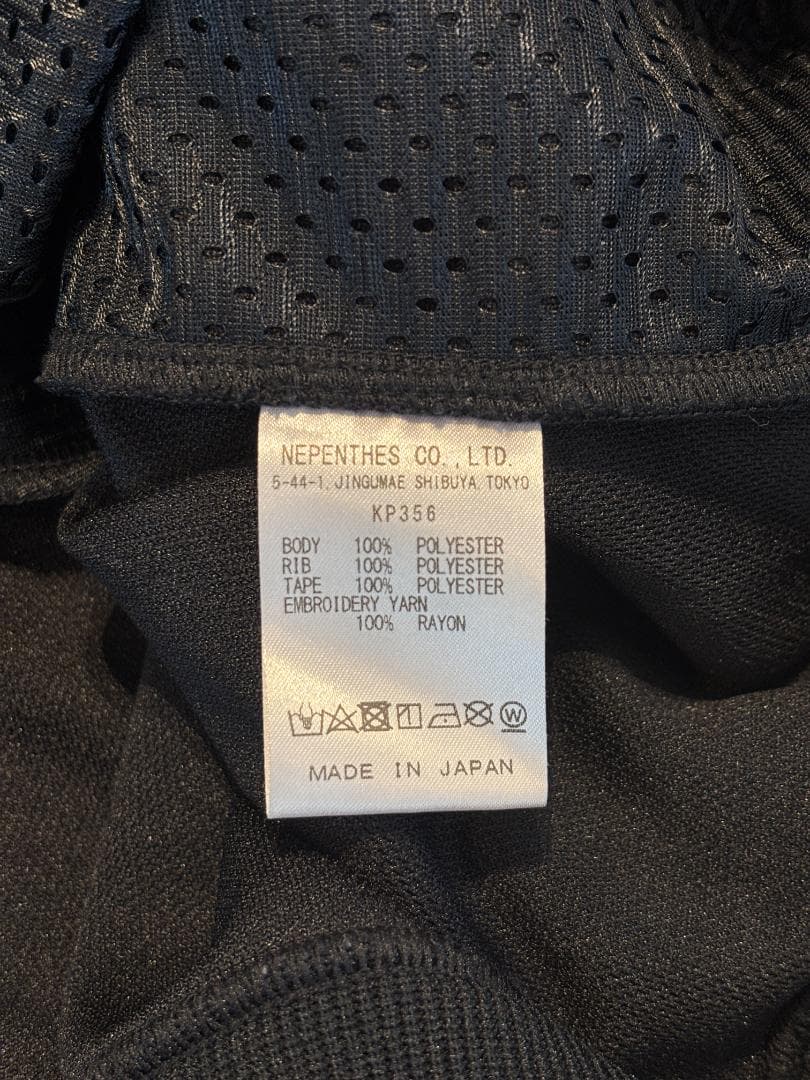 NEPENTHES CO., LTD.
5-44-1, JINGUMAE SHIBUYA, TOKYO
KP356
BODY 100% POLYESTER
RIB 100% POLYESTER
TAPE 100% POLYESTER
EMBROIDERY YARN
100% RAYON
W
MADE IN JAPAN